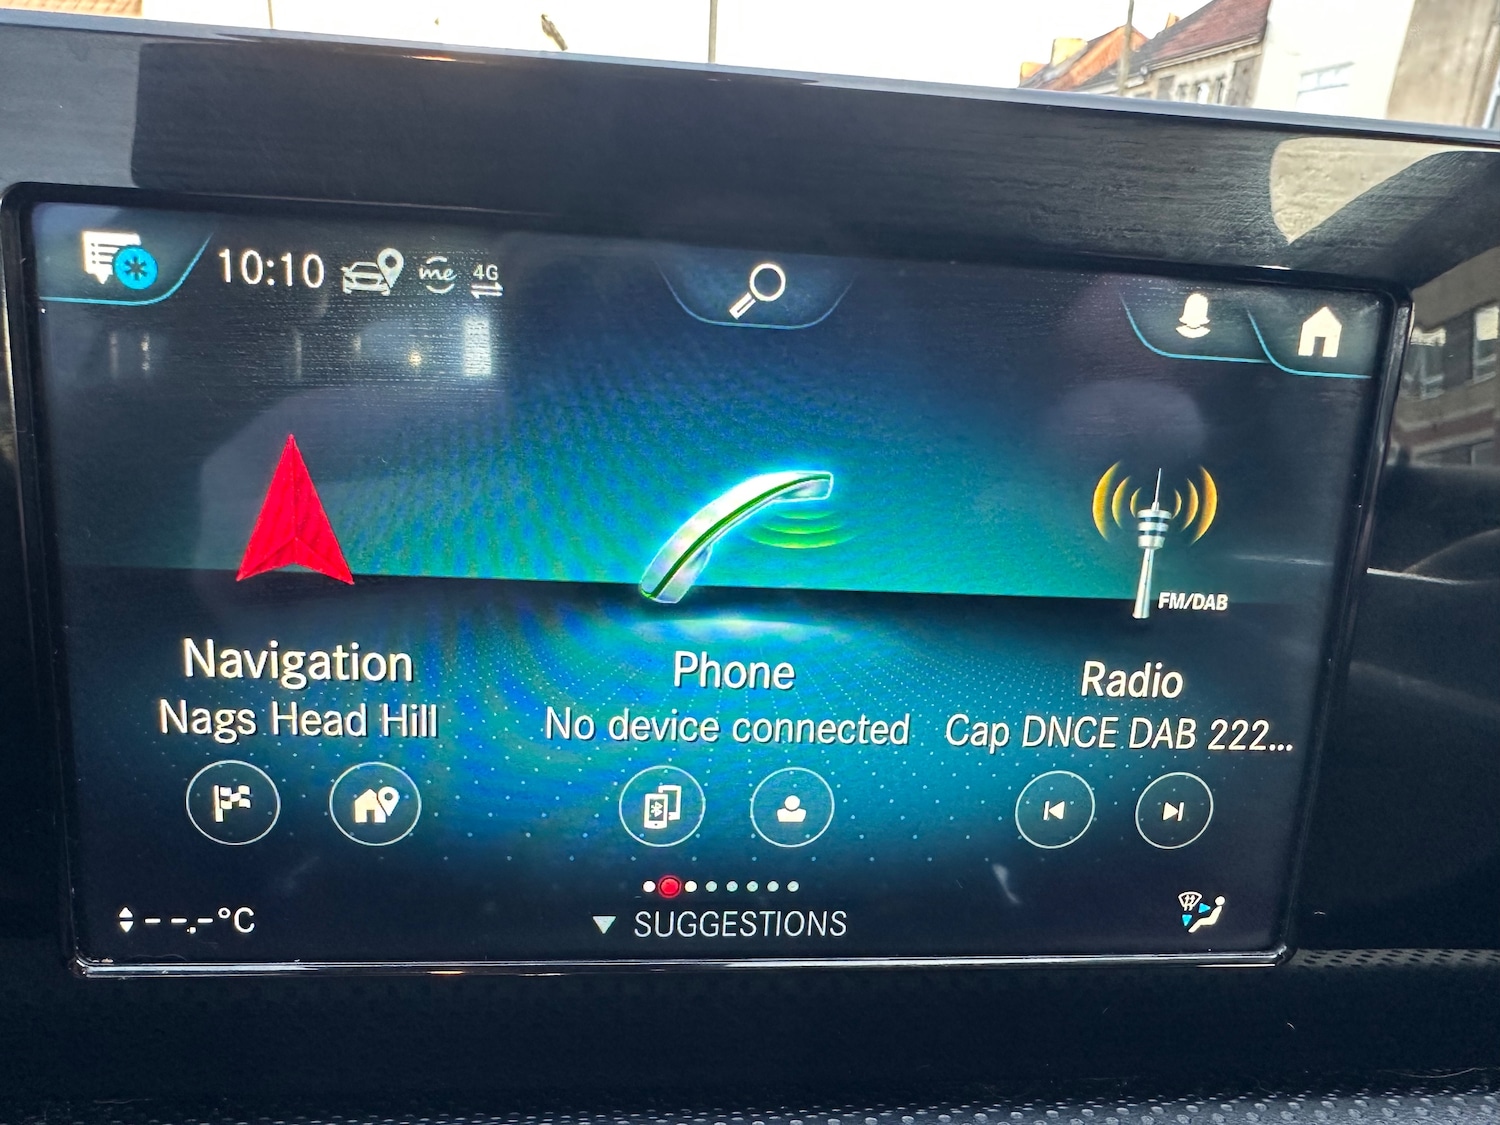 10:10 me 4G
FM/DAB
Navigation
Nags Head Hill
Phone
No device connected
Radio
Cap DNCE DAB 222...
--.-°C
SUGGESTIONS